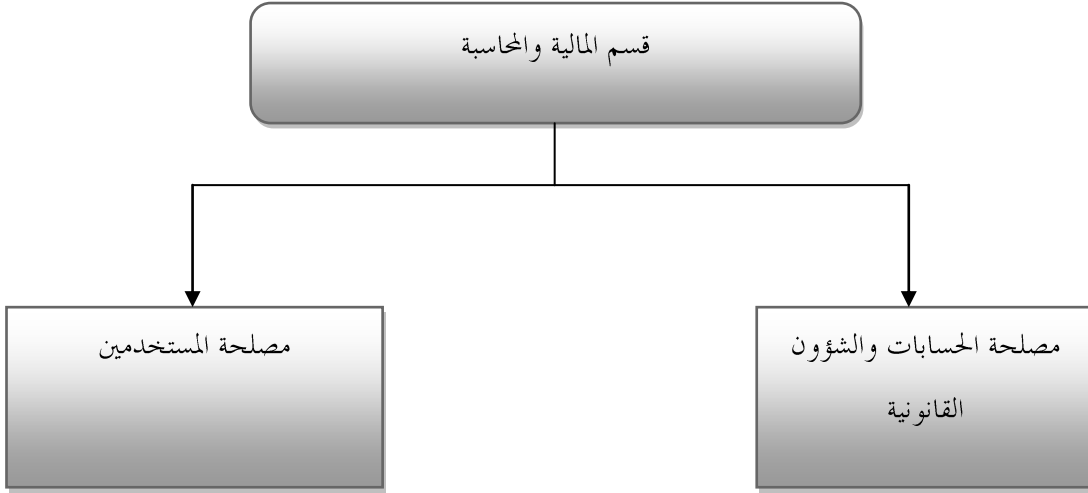 قسم المالية والمحاسبة
مصلحة الحسابات والشؤون
القانونية
مصلحة المستخدمين